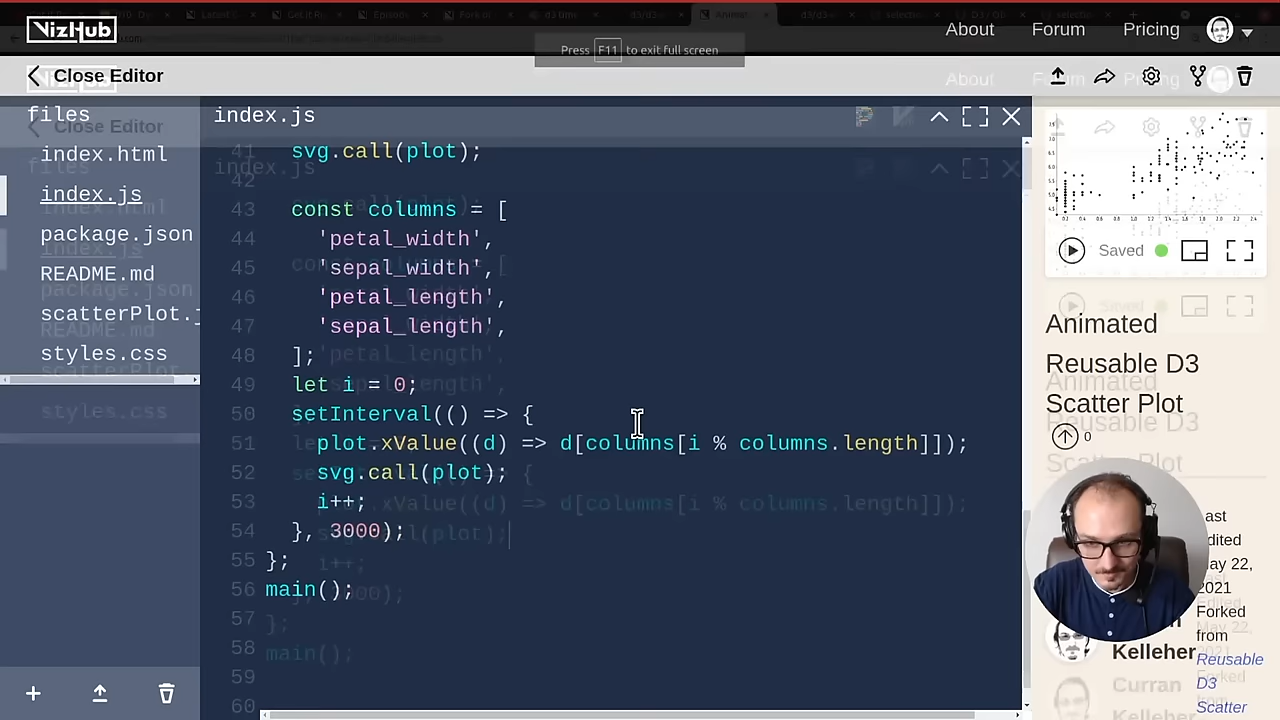 VizHub
About Forum Pricing
Press F11 to exit full screen
Close Editor
files
index.html
index.js
package.json
README.md
scatterPlot.j
styles.css
index.js
41 svg.call(plot);
42
43 const columns = [
44 'petal_width',
45 'sepal_width',
46 'petal_length',
47 'sepal_length',
48 ];
49 let i = 0;
50 setInterval(() => {
51 plot.xValue((d) => d[columns[i % columns.length]]);
52 svg.call(plot);
53 i++;
54 }, 3000);
55 };
56 main();
57
58
59
60
Saved
Animated
Reusable D3
Scatter Plot
0
Last
edited
May 22,
2021
Forked
from
Reusable
D3
Scatter
Kelleher